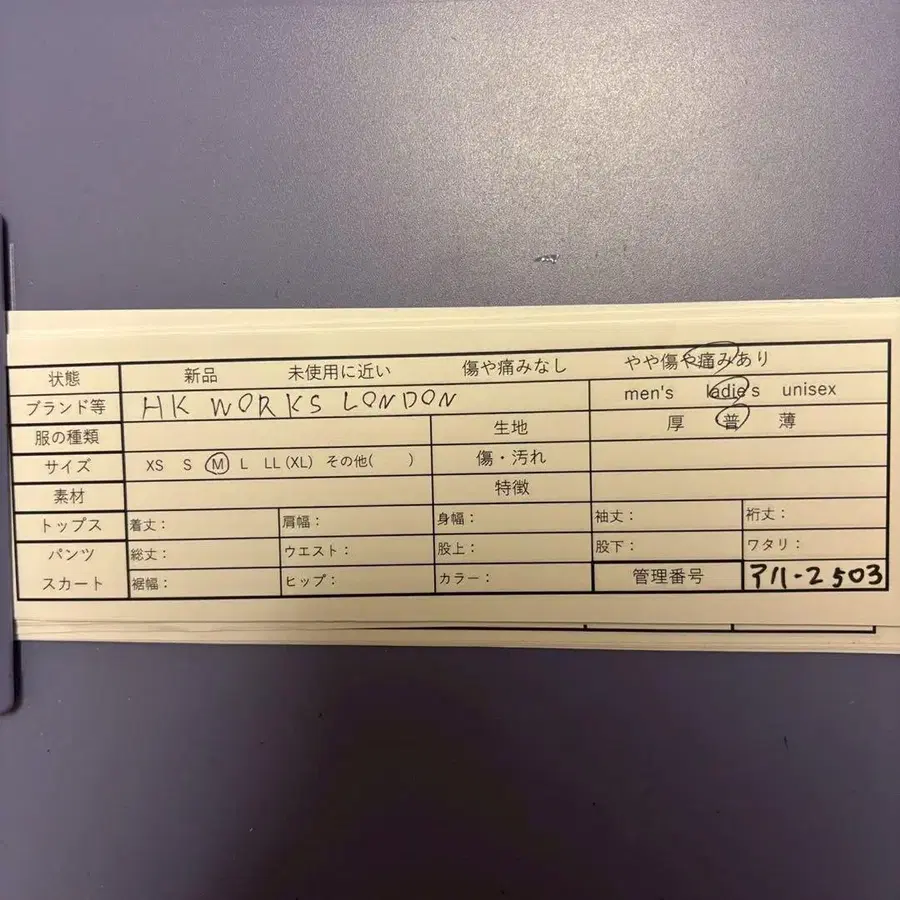 状態 新品 未使用に近い 傷や痛みなし やや傷や痛みあり
ブランド等 HK WORKS LONDON men's ladie's unisex
服の種類 生地 厚 普 薄
サイズ XS S M L LL (XL) その他( ) 傷・汚れ
素材 特徴
トップス 着丈: 肩幅: 身幅: 袖丈: 裄丈:
パンツ 総丈: ウエスト: 股上: 股下: ワタリ:
スカート 裾幅: ヒップ: カラー: 管理番号 アリ-2503